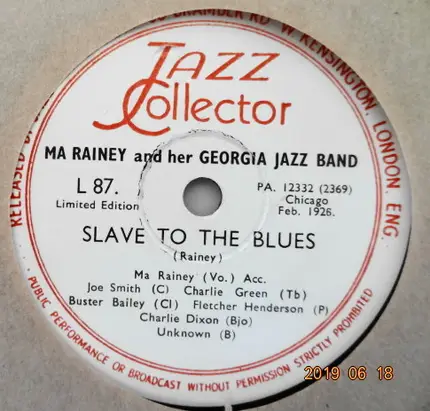 RELEASED B
CRAMBER RD W KENSINGTON, LONDON, ENG.
JAZZ
Collector
MA RAINEY and her GEORGIA JAZZ BAND
L 87.
Limited Edition
PA. 12332 (2369)
Chicago
Feb. 1926.
SLAVE TO THE BLUES
(Rainey)
Ma Rainey (Vo.) Acc.
Joe Smith (C) Charlie Green (Tb)
Buster Bailey (Cl) Fletcher Henderson (P)
Charlie Dixon (Bjo)
Unknown (B)
PUBLIC PERFORMANCE OR BROADCAST WITHOUT PERMISSION STRICTLY PROHIBITED
2019 06 18